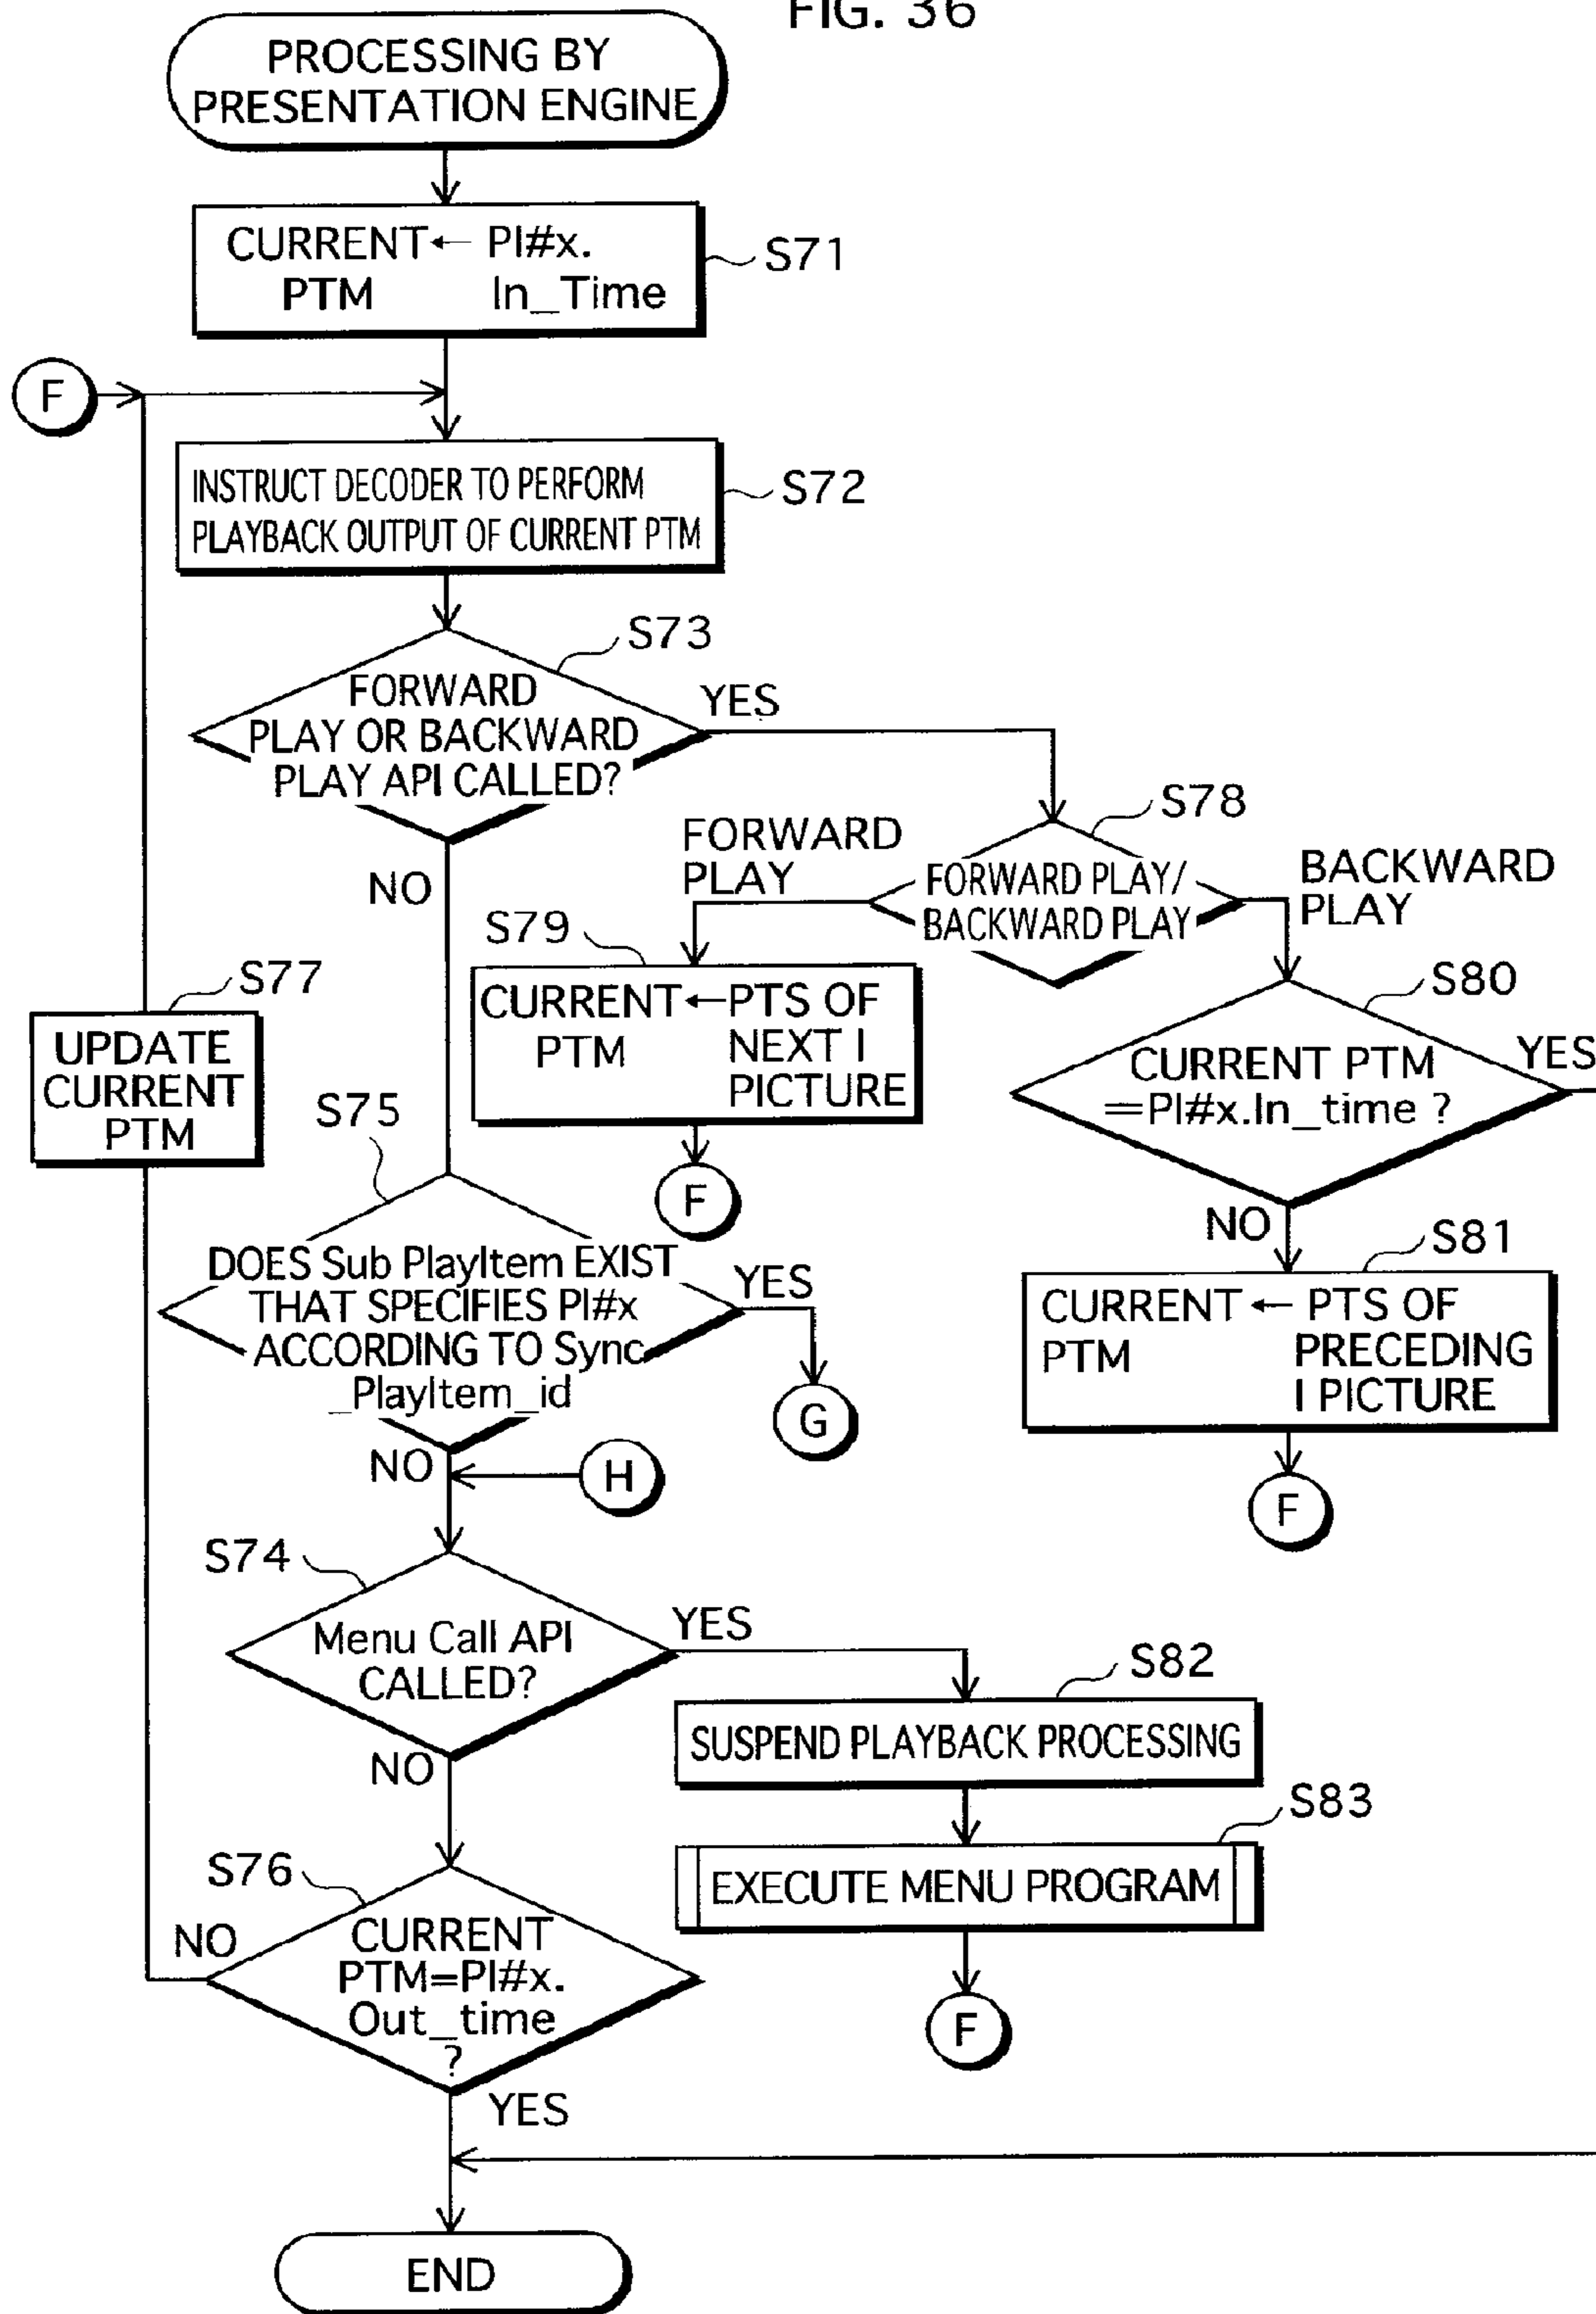 FIG. 36
PROCESSING BY
PRESENTATION ENGINE
CURRENT ← PI#x.
PTM In_Time
S71
F
INSTRUCT DECODER TO PERFORM
PLAYBACK OUTPUT OF CURRENT PTM
S72
S73
FORWARD
PLAY OR BACKWARD
PLAY API CALLED?
YES
NO
S78
FORWARD
PLAY
FORWARD PLAY/
BACKWARD PLAY
BACKWARD
PLAY
S79
CURRENT ← PTS OF
PTM NEXT I
PICTURE
F
S80
CURRENT PTM
=PI#x.In_time ?
YES
NO
S81
CURRENT ← PTS OF
PTM PRECEDING
I PICTURE
F
S77
UPDATE
CURRENT
PTM
S75
DOES Sub PlayItem EXIST
THAT SPECIFIES PI#x
ACCORDING TO Sync
_PlayItem_id
YES
G
NO
H
S74
Menu Call API
CALLED?
YES
NO
S82
SUSPEND PLAYBACK PROCESSING
S83
EXECUTE MENU PROGRAM
F
S76
NO
CURRENT
PTM=PI#x.
Out_time
?
YES
END